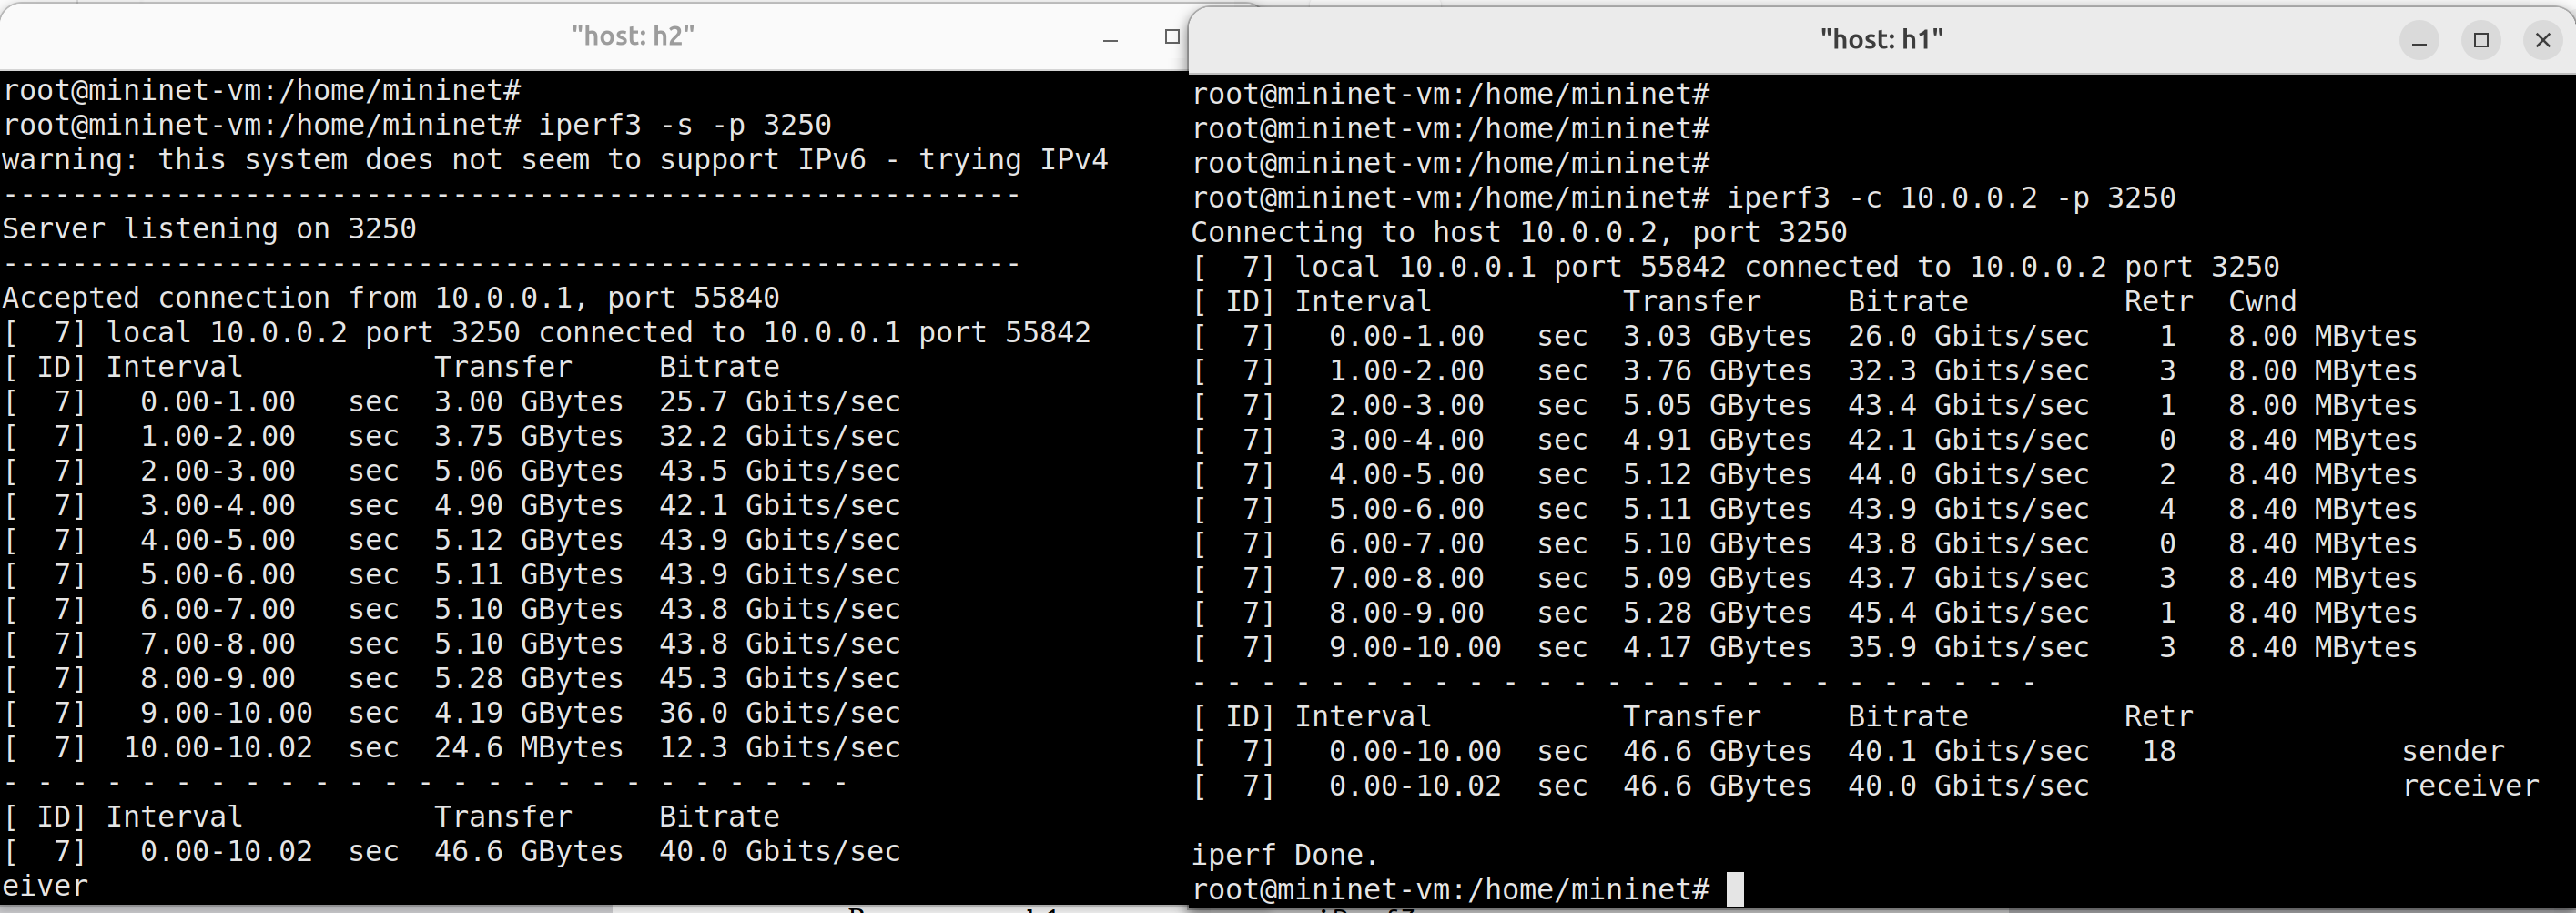 "host: h2"
root@mininet-vm:/home/mininet#
root@mininet-vm:/home/mininet# iperf3 -s -p 3250
warning: this system does not seem to support IPv6 - trying IPv4
-----------------------------------------------------------
Server listening on 3250
-----------------------------------------------------------
Accepted connection from 10.0.0.1, port 55840
[  7] local 10.0.0.2 port 3250 connected to 10.0.0.1 port 55842
[ ID] Interval           Transfer     Bitrate
[  7]   0.00-1.00   sec  3.00 GBytes  25.7 Gbits/sec
[  7]   1.00-2.00   sec  3.75 GBytes  32.2 Gbits/sec
[  7]   2.00-3.00   sec  5.06 GBytes  43.5 Gbits/sec
[  7]   3.00-4.00   sec  4.90 GBytes  42.1 Gbits/sec
[  7]   4.00-5.00   sec  5.12 GBytes  43.9 Gbits/sec
[  7]   5.00-6.00   sec  5.11 GBytes  43.9 Gbits/sec
[  7]   6.00-7.00   sec  5.10 GBytes  43.8 Gbits/sec
[  7]   7.00-8.00   sec  5.10 GBytes  43.8 Gbits/sec
[  7]   8.00-9.00   sec  5.28 GBytes  45.3 Gbits/sec
[  7]   9.00-10.00  sec  4.19 GBytes  36.0 Gbits/sec
[  7]  10.00-10.02  sec  24.6 MBytes  12.3 Gbits/sec
- - - - - - - - - - - - - - - - - - - - - - - - -
[ ID] Interval           Transfer     Bitrate
[  7]   0.00-10.02  sec  46.6 GBytes  40.0 Gbits/sec
eiver
"host: h1"
root@mininet-vm:/home/mininet#
root@mininet-vm:/home/mininet#
root@mininet-vm:/home/mininet#
root@mininet-vm:/home/mininet# iperf3 -c 10.0.0.2 -p 3250
Connecting to host 10.0.0.2, port 3250
[  7] local 10.0.0.1 port 55842 connected to 10.0.0.2 port 3250
[ ID] Interval           Transfer     Bitrate         Retr  Cwnd
[  7]   0.00-1.00   sec  3.03 GBytes  26.0 Gbits/sec    1   8.00 MBytes
[  7]   1.00-2.00   sec  3.76 GBytes  32.3 Gbits/sec    3   8.00 MBytes
[  7]   2.00-3.00   sec  5.05 GBytes  43.4 Gbits/sec    1   8.00 MBytes
[  7]   3.00-4.00   sec  4.91 GBytes  42.1 Gbits/sec    0   8.40 MBytes
[  7]   4.00-5.00   sec  5.12 GBytes  44.0 Gbits/sec    2   8.40 MBytes
[  7]   5.00-6.00   sec  5.11 GBytes  43.9 Gbits/sec    4   8.40 MBytes
[  7]   6.00-7.00   sec  5.10 GBytes  43.8 Gbits/sec    0   8.40 MBytes
[  7]   7.00-8.00   sec  5.09 GBytes  43.7 Gbits/sec    3   8.40 MBytes
[  7]   8.00-9.00   sec  5.28 GBytes  45.4 Gbits/sec    1   8.40 MBytes
[  7]   9.00-10.00  sec  4.17 GBytes  35.9 Gbits/sec    3   8.40 MBytes
- - - - - - - - - - - - - - - - - - - - - - - - -
[ ID] Interval           Transfer     Bitrate         Retr
[  7]   0.00-10.00  sec  46.6 GBytes  40.1 Gbits/sec   18             sender
[  7]   0.00-10.02  sec  46.6 GBytes  40.0 Gbits/sec                  receiver
iperf Done.
root@mininet-vm:/home/mininet#